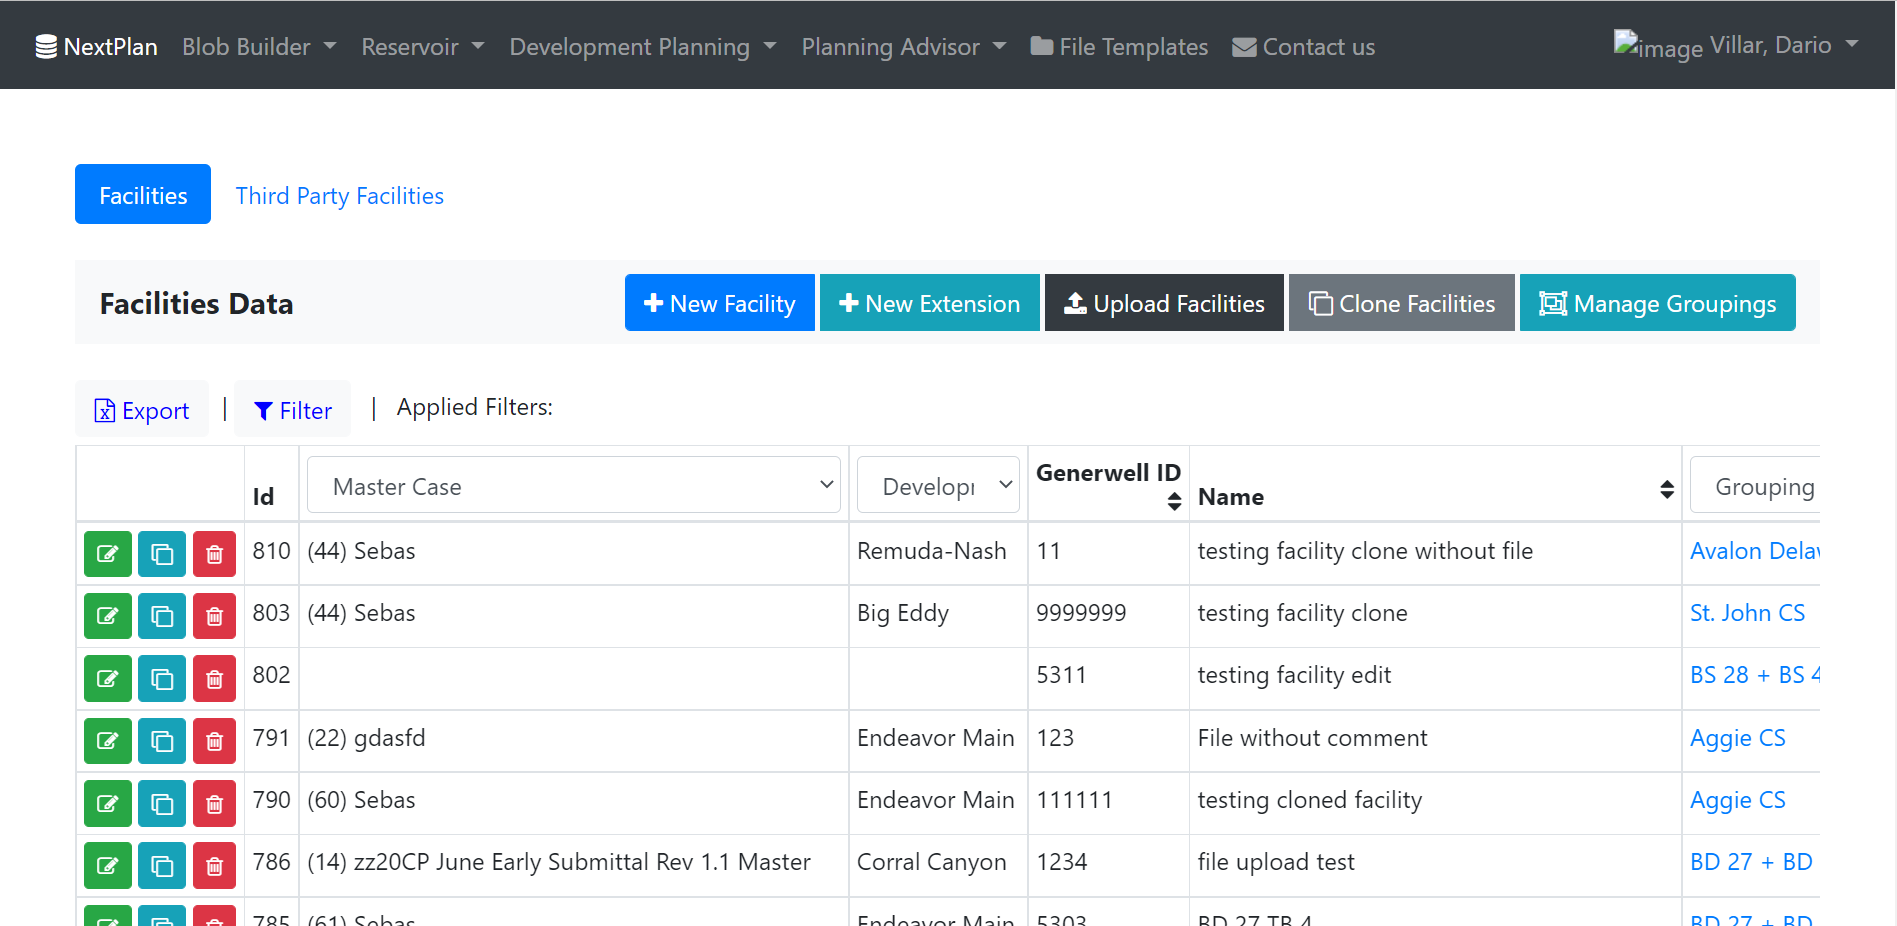 NextPlan Blob Builder Reservoir Development Planning Planning Advisor File Templates Contact us image Villar, Dario
Facilities Third Party Facilities
Facilities Data New Facility New Extension Upload Facilities Clone Facilities Manage Groupings
Export | Filter | Applied Filters:
Id Master Case Develop Generwell ID Name Grouping
810 (44) Sebas Remuda-Nash 11 testing facility clone without file Avalon Delaw
803 (44) Sebas Big Eddy 9999999 testing facility clone St. John CS
802 5311 testing facility edit BS 28 + BS 4
791 (22) gdasfd Endeavor Main 123 File without comment Aggie CS
790 (60) Sebas Endeavor Main 111111 testing cloned facility Aggie CS
786 (14) zz20CP June Early Submittal Rev 1.1 Master Corral Canyon 1234 file upload test BD 27 + BD
785 (61) Sebas Endeavor Main 5303 BD 27 TB 4 BD 27 + BD